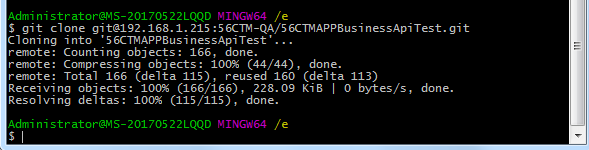 Administrator@MS-20170522LQQD MINGW64 /e
$ git clone git@192.168.1.215:56CTM-QA/56CTMAPPBusinessApiTest.git
Cloning into '56CTMAPPBusinessApiTest'...
remote: Counting objects: 166, done.
remote: Compressing objects: 100% (44/44), done.
remote: Total 166 (delta 115), reused 160 (delta 113)
Receiving objects: 100% (166/166), 228.09 KiB | 0 bytes/s, done.
Resolving deltas: 100% (115/115), done.
Administrator@MS-20170522LQQD MINGW64 /e
$